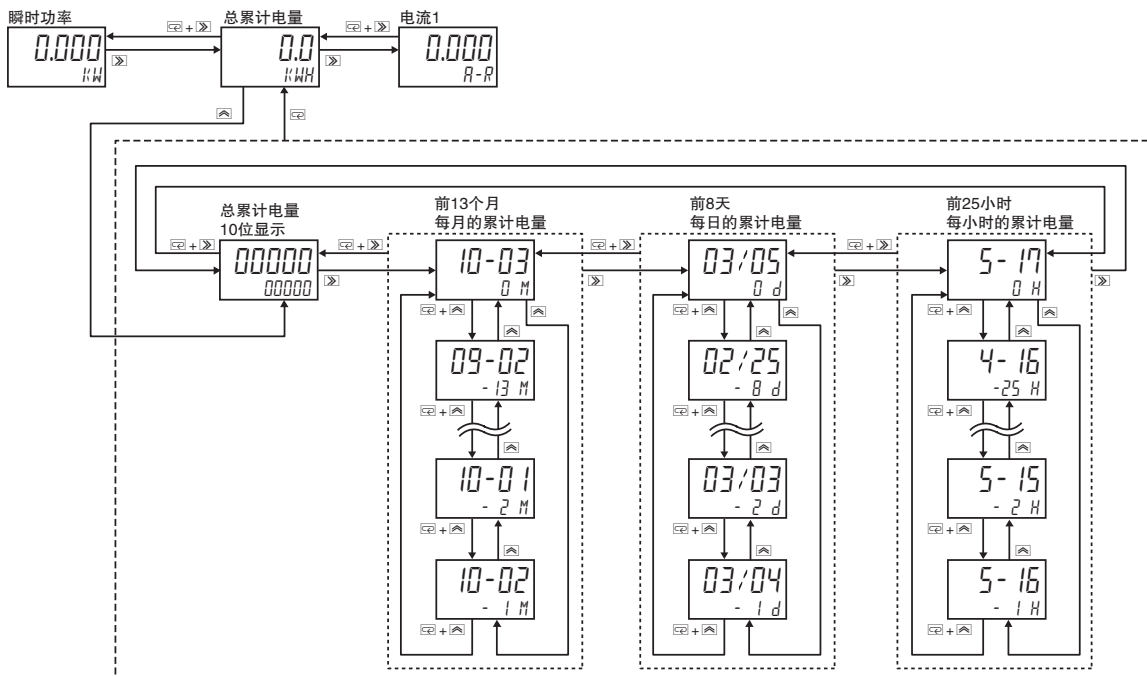 瞬时功率
总累计电量
电流1
0.000
KW
0.0
KWH
0.000
A-R
+
+
总累计电量
10位显示
前13个月
每月的累计电量
前8天
每日的累计电量
前25小时
每小时的累计电量
+
+
+
+
00000
00000
10-03
0 M
03/05
0 d
5-17
0 H
+
+
+
09-02
-13 M
02/25
- 8 d
4-16
-25 H
+
+
+
10-01
- 2 M
03/03
- 2 d
5-15
- 2 H
+
+
+
10-02
- 1 M
03/04
- 1 d
5-16
- 1 H
+
+
+